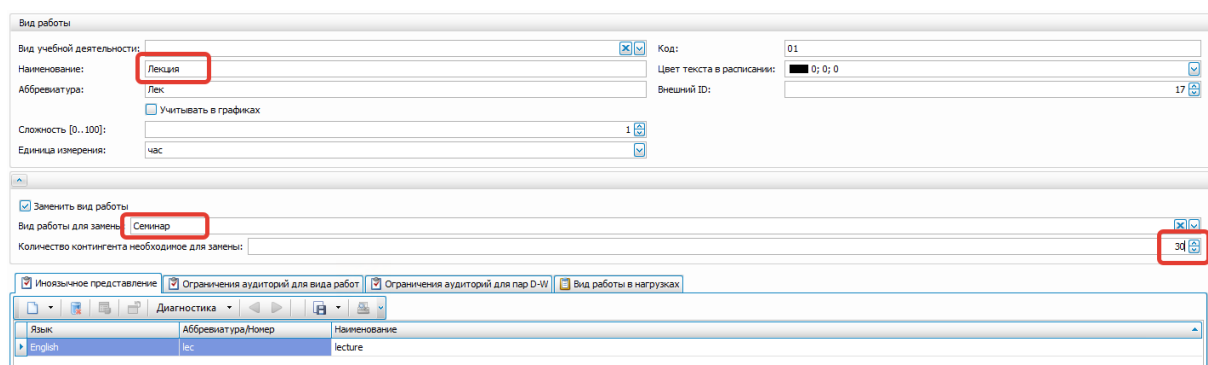 Вид работы
Вид учебной деятельности: Код: 01
Наименование: Лекция Цвет текста в расписании: 0; 0; 0
Аббревиатура: Лек Внешний ID: 17
Учитывать в графиках
Сложность [0..100]: 1
Единица измерения: час
Заменить вид работы
Вид работы для замены Семинар
Количество контингента необходимое для замены: 30
Иноязычное представление Ограничения аудиторий для вида работ Ограничения аудиторий для пар D-W Вид работы в нагрузках
Диагностика
Язык Аббревиатура/Номер Наименование
English lec lecture